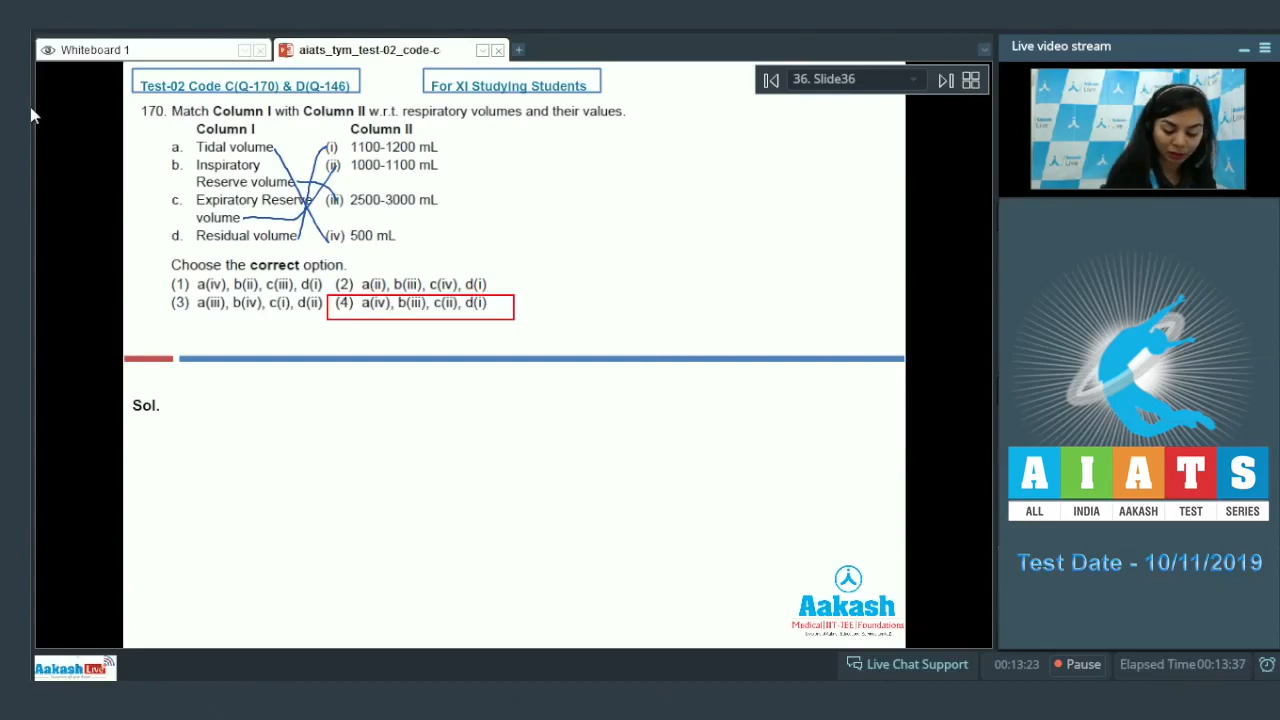 Whiteboard 1
aiats_tym_test-02_code-c
Live video stream
Test-02 Code C(Q-170) & D(Q-146)
For XI Studying Students
36. Slide36
170. Match Column I with Column II w.r.t. respiratory volumes and their values.
Column I Column II
a. Tidal volume (i) 1100-1200 mL
b. Inspiratory (ii) 1000-1100 mL
Reserve volume
c. Expiratory Reserve (iii) 2500-3000 mL
volume
d. Residual volume (iv) 500 mL
Choose the correct option.
(1) a(iv), b(ii), c(iii), d(i) (2) a(ii), b(iii), c(iv), d(i)
(3) a(iii), b(iv), c(i), d(ii) (4) a(iv), b(iii), c(ii), d(i)
Sol.
A I A T S
ALL INDIA AAKASH TEST SERIES
Test Date - 10/11/2019
Aakash
Medical|IIT-JEE|Foundations
Aakash Live
Live Chat Support
00:13:23
Pause
Elapsed Time 00:13:37